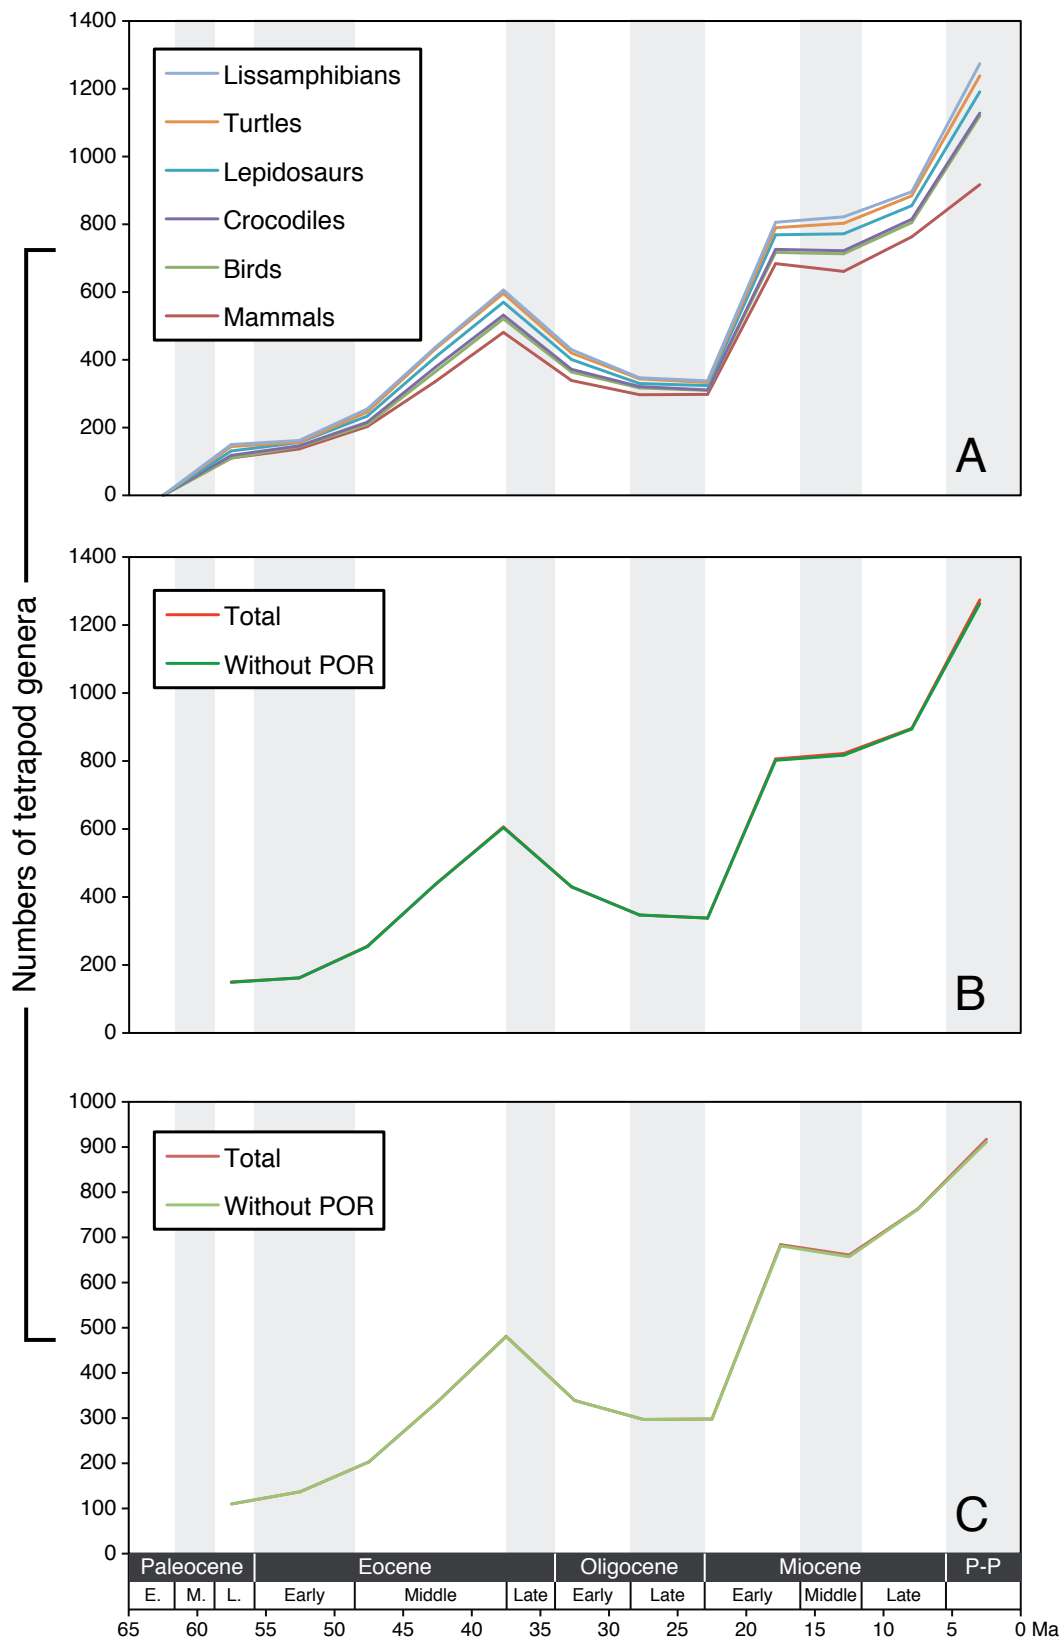 Numbers of tetrapod genera
1400
1200
1000
800
600
400
200
0
Lissamphibians
Turtles
Lepidosaurs
Crocodiles
Birds
Mammals
A
1400
1200
1000
800
600
400
200
0
Total
Without POR
B
1000
900
800
700
600
500
400
300
200
100
0
Total
Without POR
C
Paleocene Eocene Oligocene Miocene P-P
E. M. L. Early Middle Late Early Late Early Middle Late
65 60 55 50 45 40 35 30 25 20 15 10 5 0 Ma